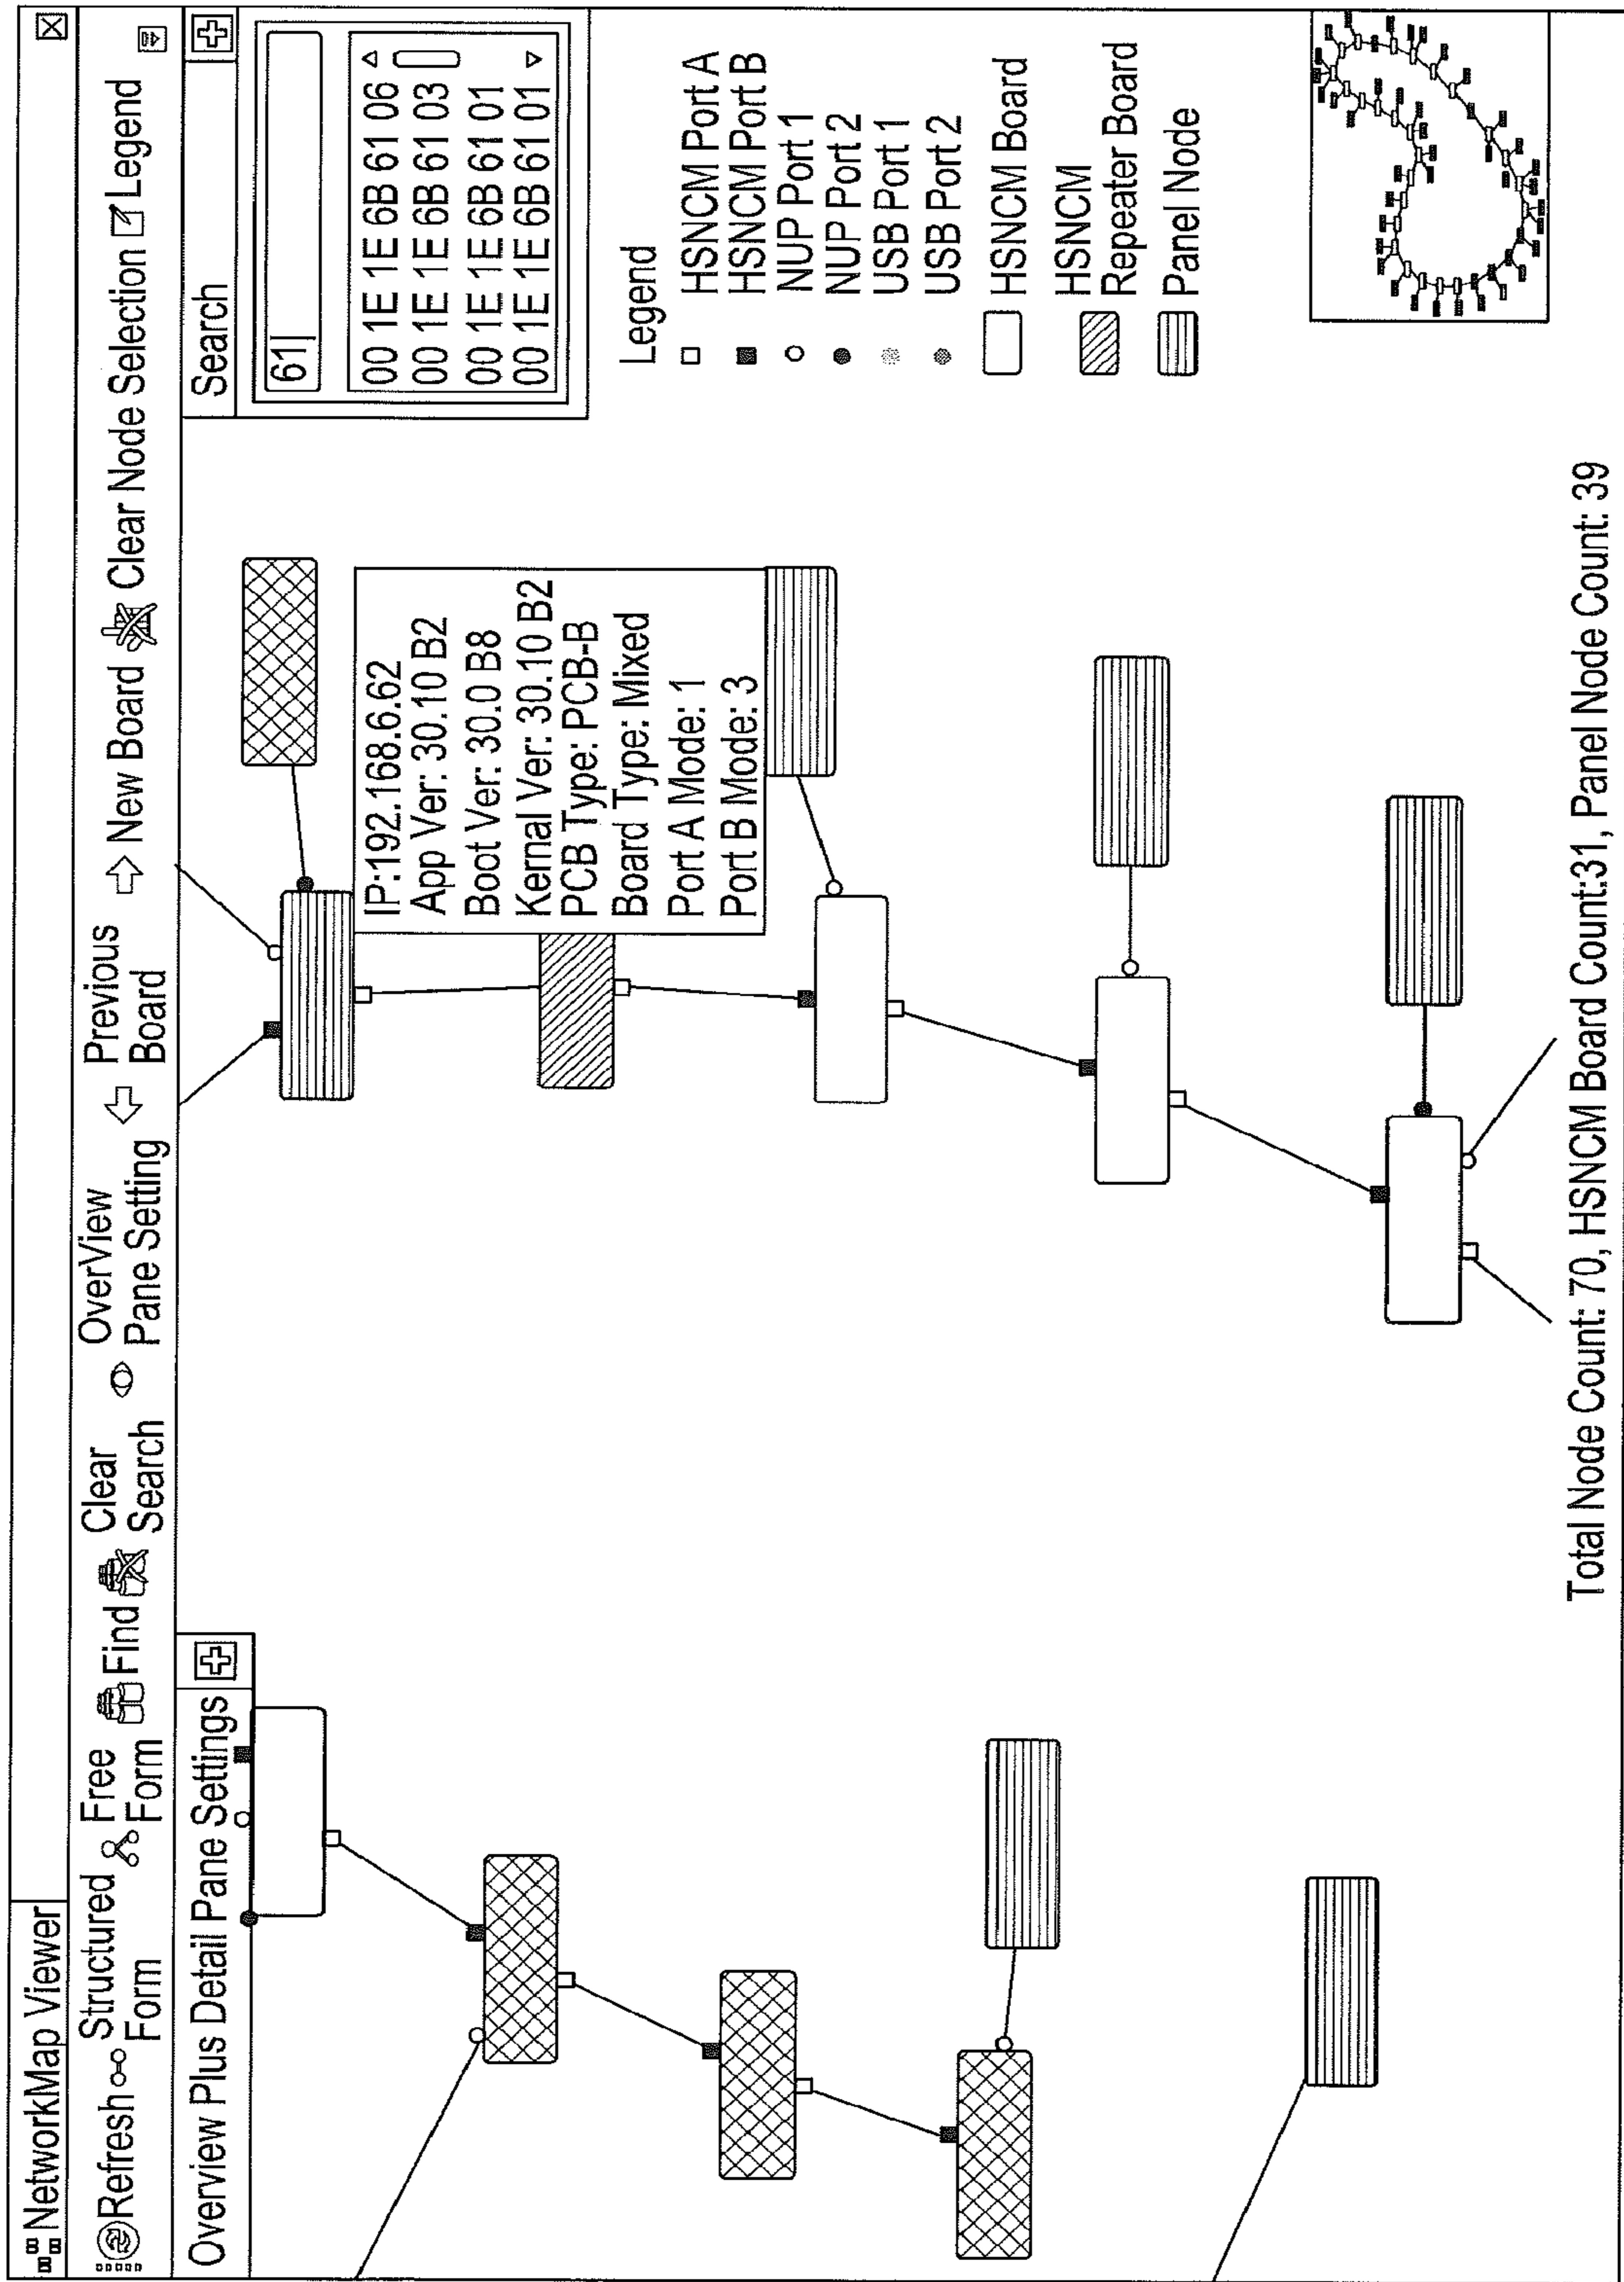 NetworkMap Viewer
Refresh
Structured
Form
Free
Form
Find
Clear
Search
OverView
Pane Setting
Previous
Board
New Board
Clear Node Selection
Legend
Overview Plus Detail Pane Settings
Search
61
00 1E 1E 6B 61 06
00 1E 1E 6B 61 03
00 1E 1E 6B 61 01
00 1E 1E 6B 61 01
IP:192.168.6.62
App Ver: 30.10 B2
Boot Ver: 30.0 B8
Kernal Ver: 30.10 B2
PCB Type: PCB-B
Board Type: Mixed
Port A Mode: 1
Port B Mode: 3
Legend
HSNCM Port A
HSNCM Port B
NUP Port 1
NUP Port 2
USB Port 1
USB Port 2
HSNCM Board
HSNCM
Repeater Board
Panel Node
Total Node Count: 70, HSNCM Board Count:31, Panel Node Count: 39